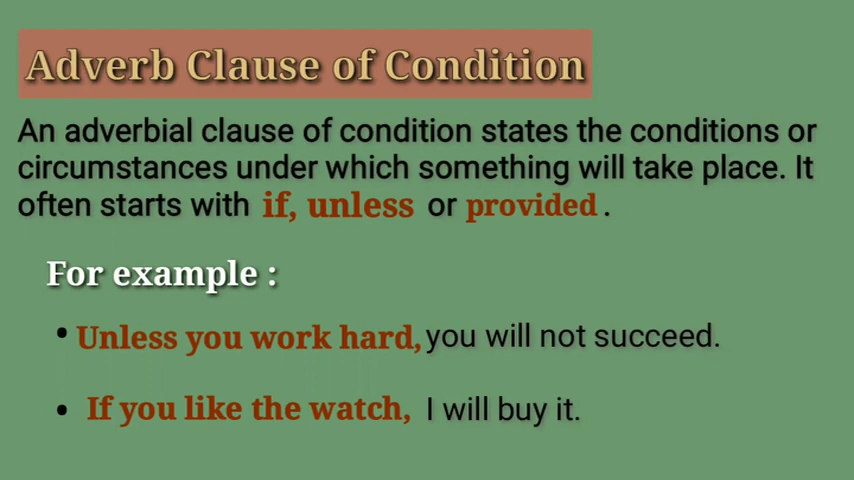 Adverb Clause of Condition
An adverbial clause of condition states the conditions or
circumstances under which something will take place. It
often starts with if, unless or provided.
For example :
• Unless you work hard, you will not succeed.
• If you like the watch, I will buy it.